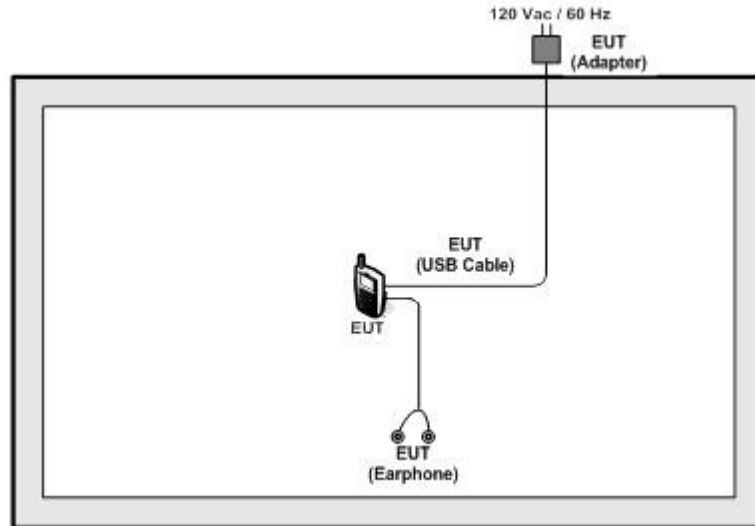 120 Vac / 60 Hz
EUT
(Adapter)
EUT
(USB Cable)
EUT
EUT
(Earphone)